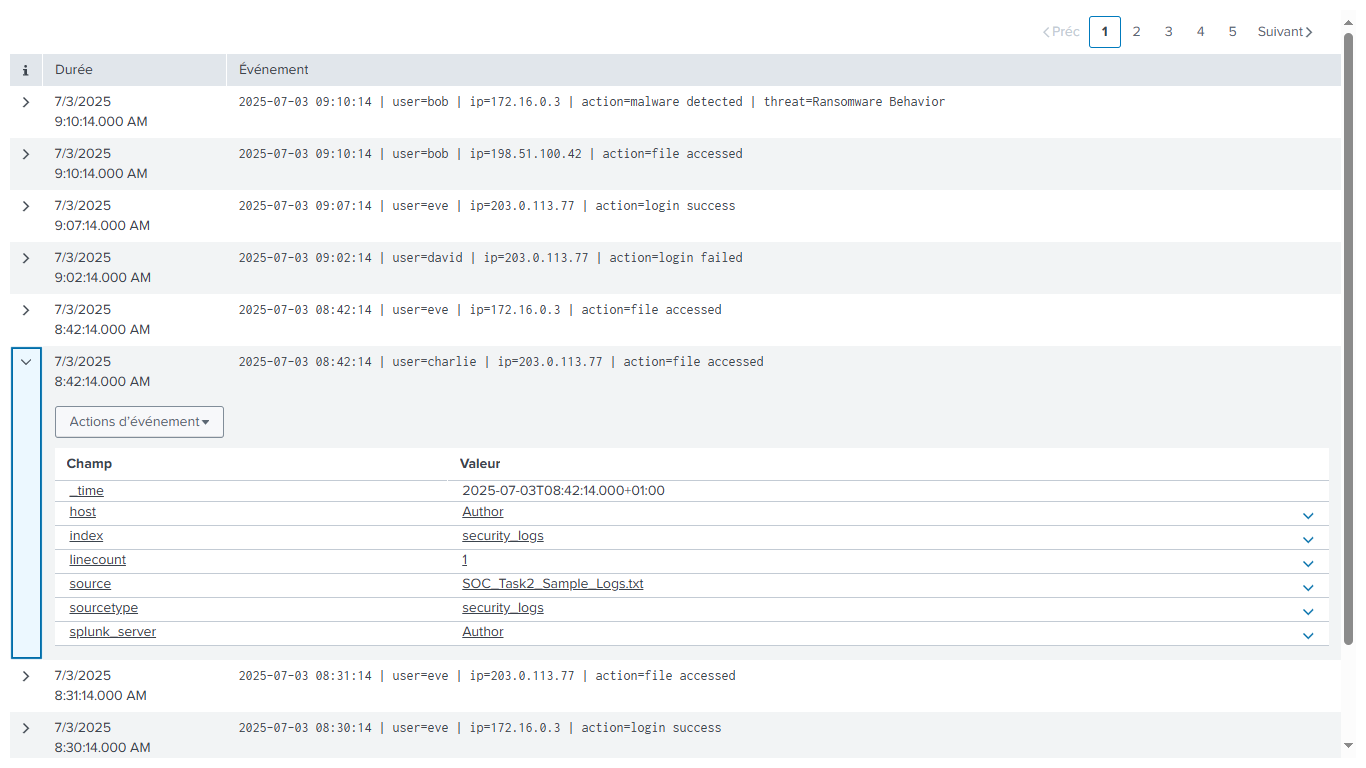 Préc 1 2 3 4 5 Suivant
i Durée Événement
7/3/2025 2025-07-03 09:10:14 | user=bob | ip=172.16.0.3 | action=malware detected | threat=Ransomware Behavior
9:10:14.000 AM
7/3/2025 2025-07-03 09:10:14 | user=bob | ip=198.51.100.42 | action=file accessed
9:10:14.000 AM
7/3/2025 2025-07-03 09:07:14 | user=eve | ip=203.0.113.77 | action=login success
9:07:14.000 AM
7/3/2025 2025-07-03 09:02:14 | user=david | ip=203.0.113.77 | action=login failed
9:02:14.000 AM
7/3/2025 2025-07-03 08:42:14 | user=eve | ip=172.16.0.3 | action=file accessed
8:42:14.000 AM
7/3/2025 2025-07-03 08:42:14 | user=charlie | ip=203.0.113.77 | action=file accessed
8:42:14.000 AM
Actions d’événement
Champ Valeur
_time 2025-07-03T08:42:14.000+01:00
host Author
index security_logs
linecount 1
source SOC_Task2_Sample_Logs.txt
sourcetype security_logs
splunk_server Author
7/3/2025 2025-07-03 08:31:14 | user=eve | ip=203.0.113.77 | action=file accessed
8:31:14.000 AM
7/3/2025 2025-07-03 08:30:14 | user=eve | ip=172.16.0.3 | action=login success
8:30:14.000 AM